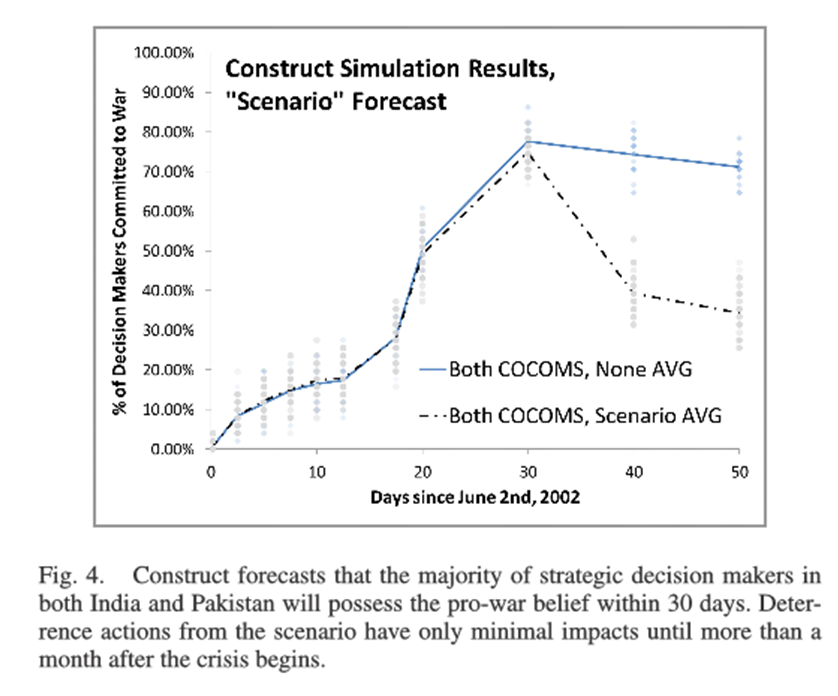 Construct Simulation Results,
"Scenario" Forecast
% of Decision Makers Committed to War
100.00%
90.00%
80.00%
70.00%
60.00%
50.00%
40.00%
30.00%
20.00%
10.00%
0.00%
Both COCOMS, None AVG
Both COCOMS, Scenario AVG
0 10 20 30 40 50
Days since June 2nd, 2002
Fig. 4. Construct forecasts that the majority of strategic decision makers in
both India and Pakistan will possess the pro-war belief within 30 days. Deter-
rence actions from the scenario have only minimal impacts until more than a
month after the crisis begins.